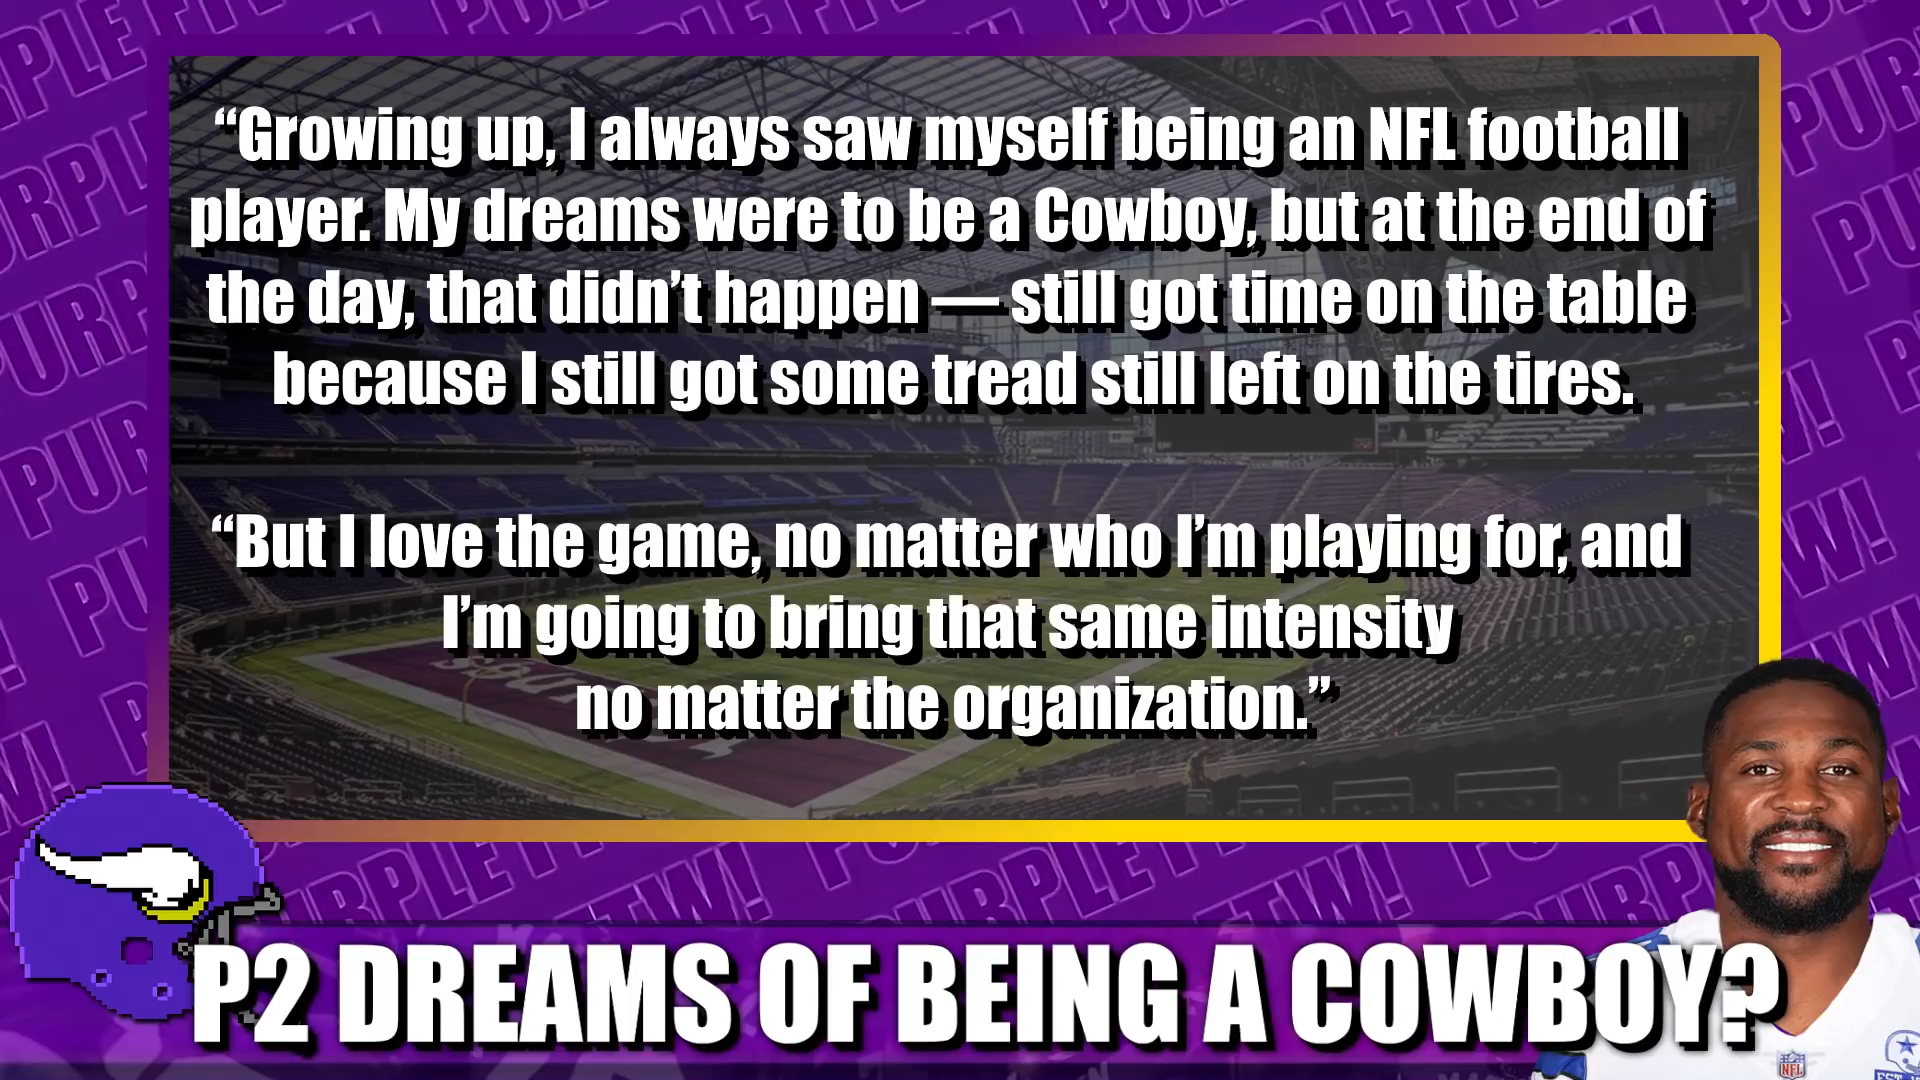 “Growing up, I always saw myself being an NFL football
player. My dreams were to be a Cowboy, but at the end of
the day, that didn’t happen — still got time on the table
because I still got some tread still left on the tires.
“But I love the game, no matter who I’m playing for, and
I’m going to bring that same intensity
no matter the organization.”
P2 DREAMS OF BEING A COWBOY?
NFL